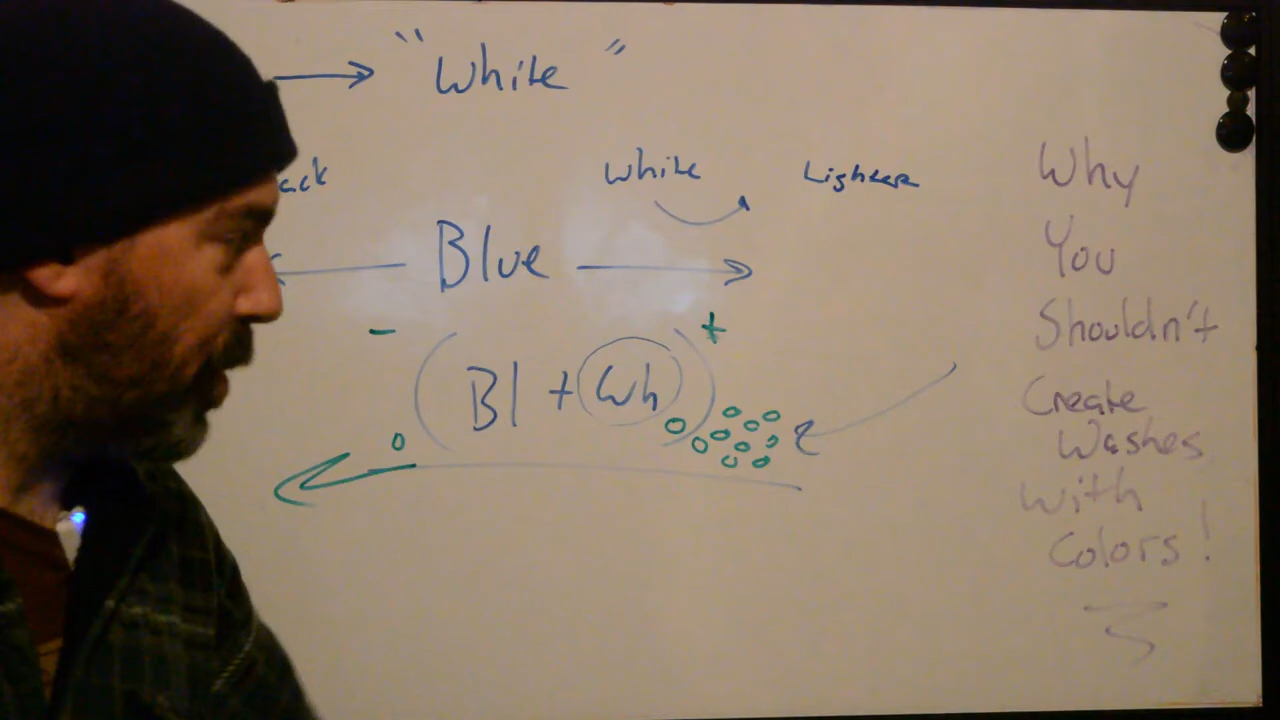 "White"
ack
White
Lighter
Blue
- +
(Bl + Wh)
Why
You
Shouldn't
Create
Washes
With
Colors!